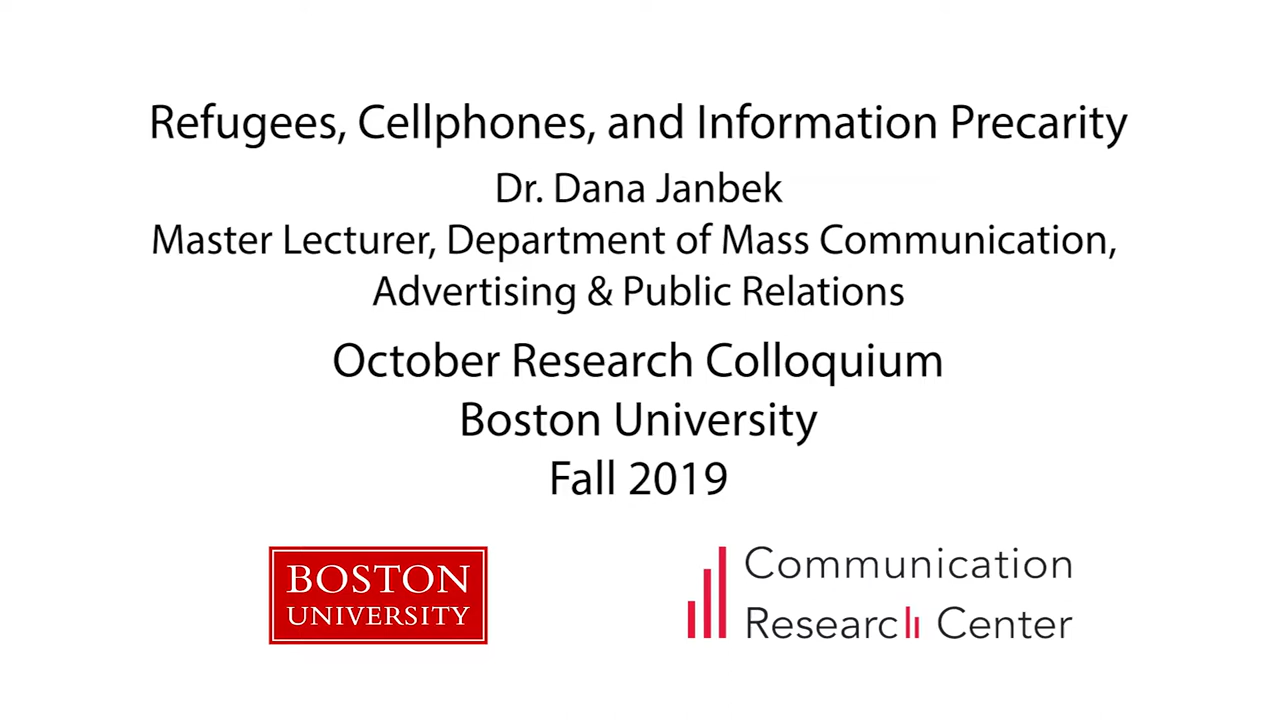 Refugees, Cellphones, and Information Precarity
Dr. Dana Janbek
Master Lecturer, Department of Mass Communication,
Advertising & Public Relations
October Research Colloquium
Boston University
Fall 2019
BOSTON
UNIVERSITY
Communication
Research Center